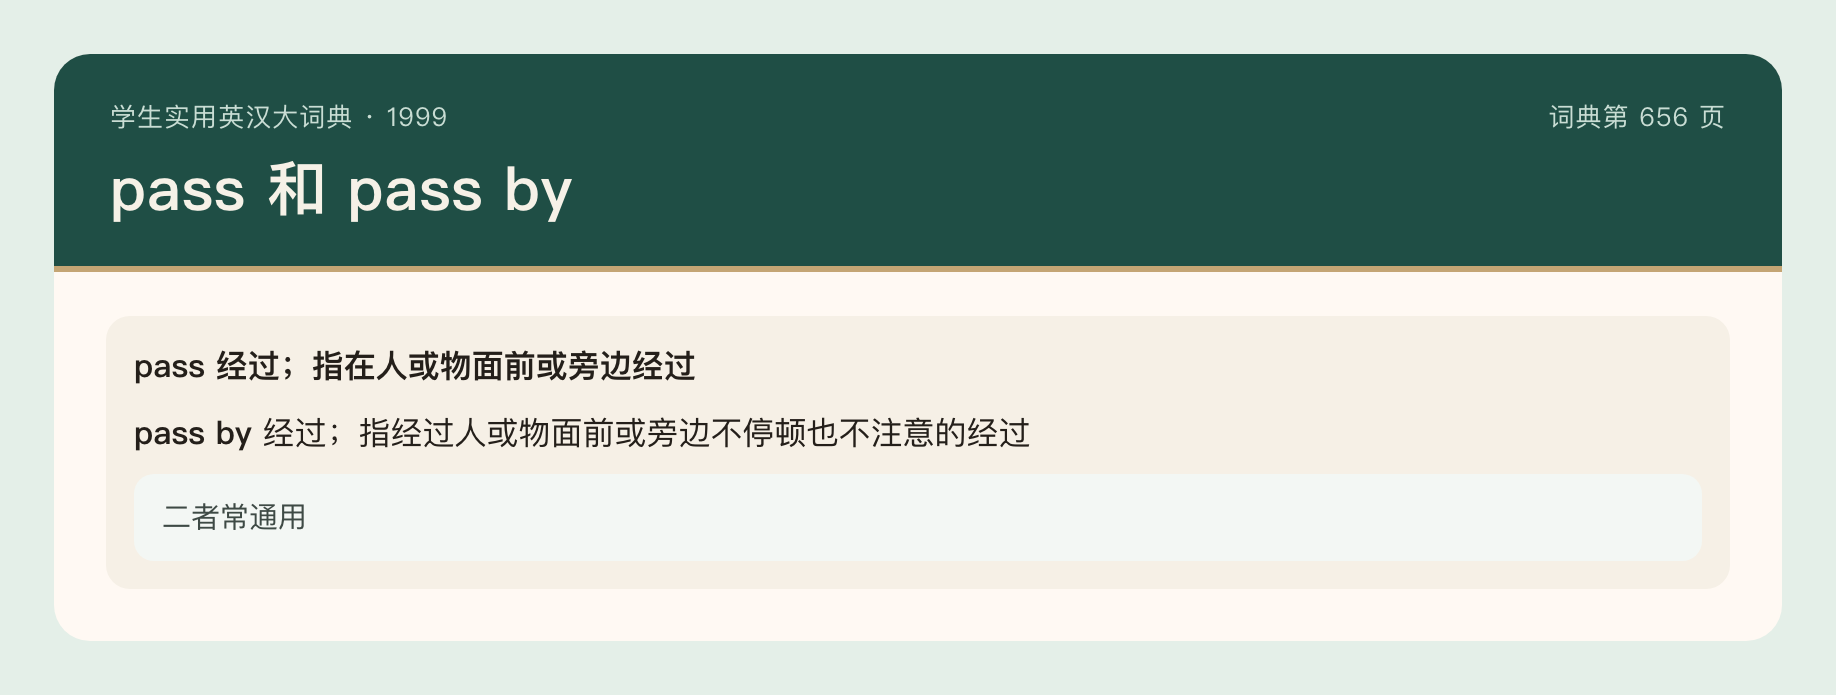 学生实用英汉大词典 · 1999
词典第 656 页
pass 和 pass by
pass 经过；指在人或物面前或旁边经过
pass by 经过；指经过人或物面前或旁边不停顿也不注意的经过
二者常通用